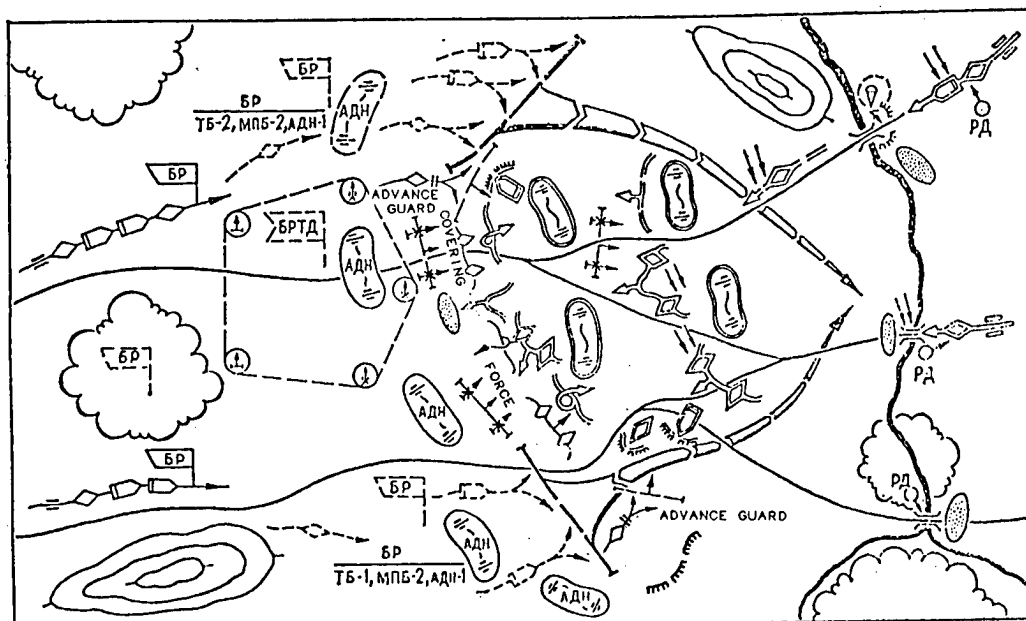 БР
АДН
БР
ТБ-2, МПБ-2, АДН-1
БР
ADVANCE GUARD
БРТД
АДН
COVERING
БР
FORCE
АДН
БР
БР
АДН
БР
ТБ-1, МПБ-2, АДН-1
АДН
ADVANCE GUARD
РД
РД
РД